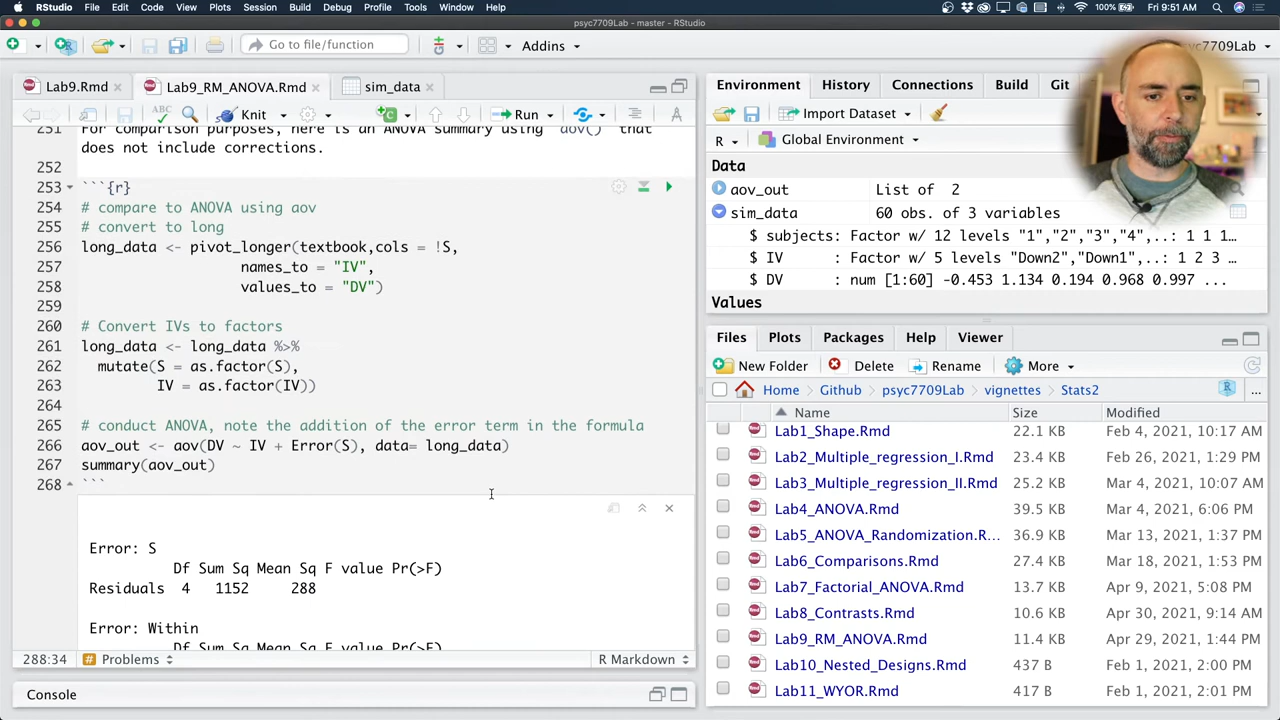 RStudio File Edit Code View Plots Session Build Debug Profile Tools Window Help
100% Fri 9:51 AM
psyc7709Lab - master - RStudio
Go to file/function
Addins
yc7709Lab
Lab9.Rmd
Lab9_RM_ANOVA.Rmd
sim_data
ABC
Knit
Run
251 For comparison purposes, here is an ANOVA summary using `aov()` that
does not include corrections.
252
253 ```{r}
254 # compare to ANOVA using aov
255 # convert to long
256 long_data <- pivot_longer(textbook,cols = !S,
257 names_to = "IV",
258 values_to = "DV")
259
260 # Convert IVs to factors
261 long_data <- long_data %>%
262 mutate(S = as.factor(S),
263 IV = as.factor(IV))
264
265 # conduct ANOVA, note the addition of the error term in the formula
266 aov_out <- aov(DV ~ IV + Error(S), data= long_data)
267 summary(aov_out)
268 ```
Error: S
Df Sum Sq Mean Sq F value Pr(>F)
Residuals 4 1152 288
Error: Within
Df Sum Sq Mean Sq F value Pr(>F)
288:34 # Problems
R Markdown
Console
Environment History Connections Build Git
Import Dataset
R Global Environment
Data
aov_out List of 2
sim_data 60 obs. of 3 variables
$ subjects: Factor w/ 12 levels "1","2","3","4",..: 1 1 1…
$ IV : Factor w/ 5 levels "Down2","Down1",..: 1 2 3 …
$ DV : num [1:60] -0.453 1.134 0.194 0.968 0.997 ...
Values
Files Plots Packages Help Viewer
New Folder Delete Rename More
Home Github psyc7709Lab vignettes Stats2 ...
Name Size Modified
Lab1_Shape.Rmd 22.1 KB Feb 4, 2021, 10:17 AM
Lab2_Multiple_regression_I.Rmd 23.4 KB Feb 26, 2021, 1:29 PM
Lab3_Multiple_regression_II.Rmd 25.2 KB Mar 4, 2021, 10:07 AM
Lab4_ANOVA.Rmd 39.5 KB Mar 4, 2021, 6:06 PM
Lab5_ANOVA_Randomization.R... 36.9 KB Mar 13, 2021, 1:37 PM
Lab6_Comparisons.Rmd 27.4 KB Mar 18, 2021, 1:53 PM
Lab7_Factorial_ANOVA.Rmd 13.7 KB Apr 9, 2021, 5:08 PM
Lab8_Contrasts.Rmd 10.6 KB Apr 30, 2021, 9:14 AM
Lab9_RM_ANOVA.Rmd 11.4 KB Apr 29, 2021, 1:44 PM
Lab10_Nested_Designs.Rmd 437 B Feb 1, 2021, 2:00 PM
Lab11_WYOR.Rmd 417 B Feb 1, 2021, 2:01 PM